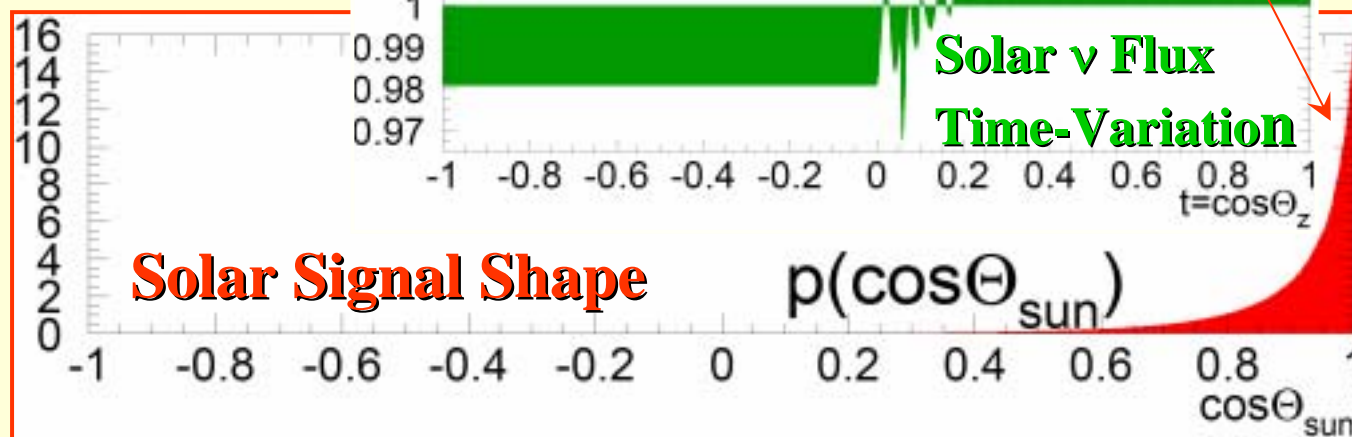 1
0.99
0.98
0.97
-1 -0.8 -0.6 -0.4 -0.2 0 0.2 0.4 0.6 0.8 1
t=cosΘz
Solar ν Flux
Time-Variation
16
14
12
10
8
6
4
2
0
Solar Signal Shape
p(cosΘsun)
-1 -0.8 -0.6 -0.4 -0.2 0 0.2 0.4 0.6 0.8 1
cosΘsun